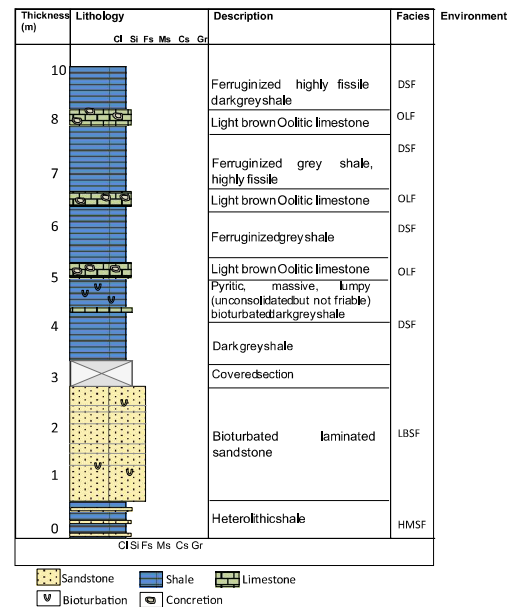 Thickness (m) Lithology Description Facies Environment
Cl Si Fs Ms Cs Gr
10
Ferruginized highly fissile DSF
darkgreyshale
8 Light brown Oolitic limestone OLF
DSF
Ferruginized grey shale,
7 highly fissile
Light brown Oolitic limestone OLF
6 DSF
Ferruginizedgreyshale
Light brown Oolitic limestone OLF
5 Pyritic, massive, lumpy
(unconsolidatedbut not friable)
bioturbateddarkgreyshale
4 DSF
Darkgreyshale
3 Coveredsection
2 Bioturbated laminated LBSF
sandstone
1
Heterolithicshale
0 HMSF
Cl Si Fs Ms Cs Gr
Sandstone Shale Limestone
Bioturbation Concretion